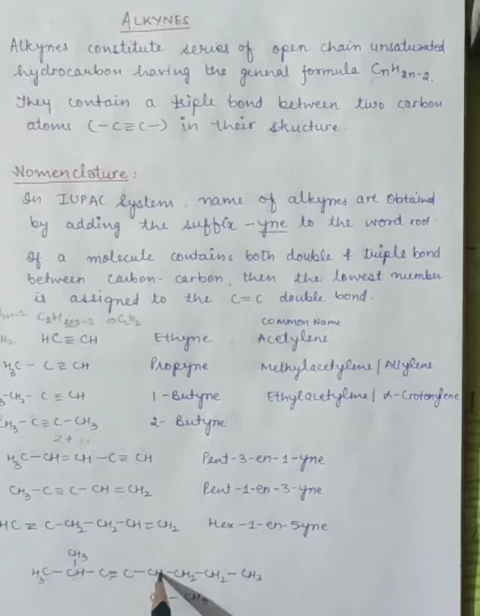 ALKYNES
Alkynes constitute series of open chain unsaturated
hydrocarbon having the general formula CnH2n-2.
They contain a triple bond between two carbon
atoms (-C≡C-) in their structure
Nomenclature:
In IUPAC System, name of alkynes are obtained
by adding the suffix -yne to the word root
If a molecule contains both double & triple bond
between carbon-carbon, then the lowest number
is assigned to the C=C double bond.
COMMON NAME
HC≡CH Ethyne Acetylene
H3C-C≡CH Propyne Methylacetylene/Allylene
CH2-C≡CH 1-Butyne Ethylacetylene/α-Crotonylene
CH3-C≡C-CH3 2-Butyne
H3C-CH=CH-C≡CH Pent-3-en-1-yne
CH3-C≡C-CH=CH2 Pent-1-en-3-yne
HC≡C-CH2-CH2-CH=CH2 Hex-1-en-5yne
CH3
H3C-CH-C≡C-CH-CH2-CH2-CH3